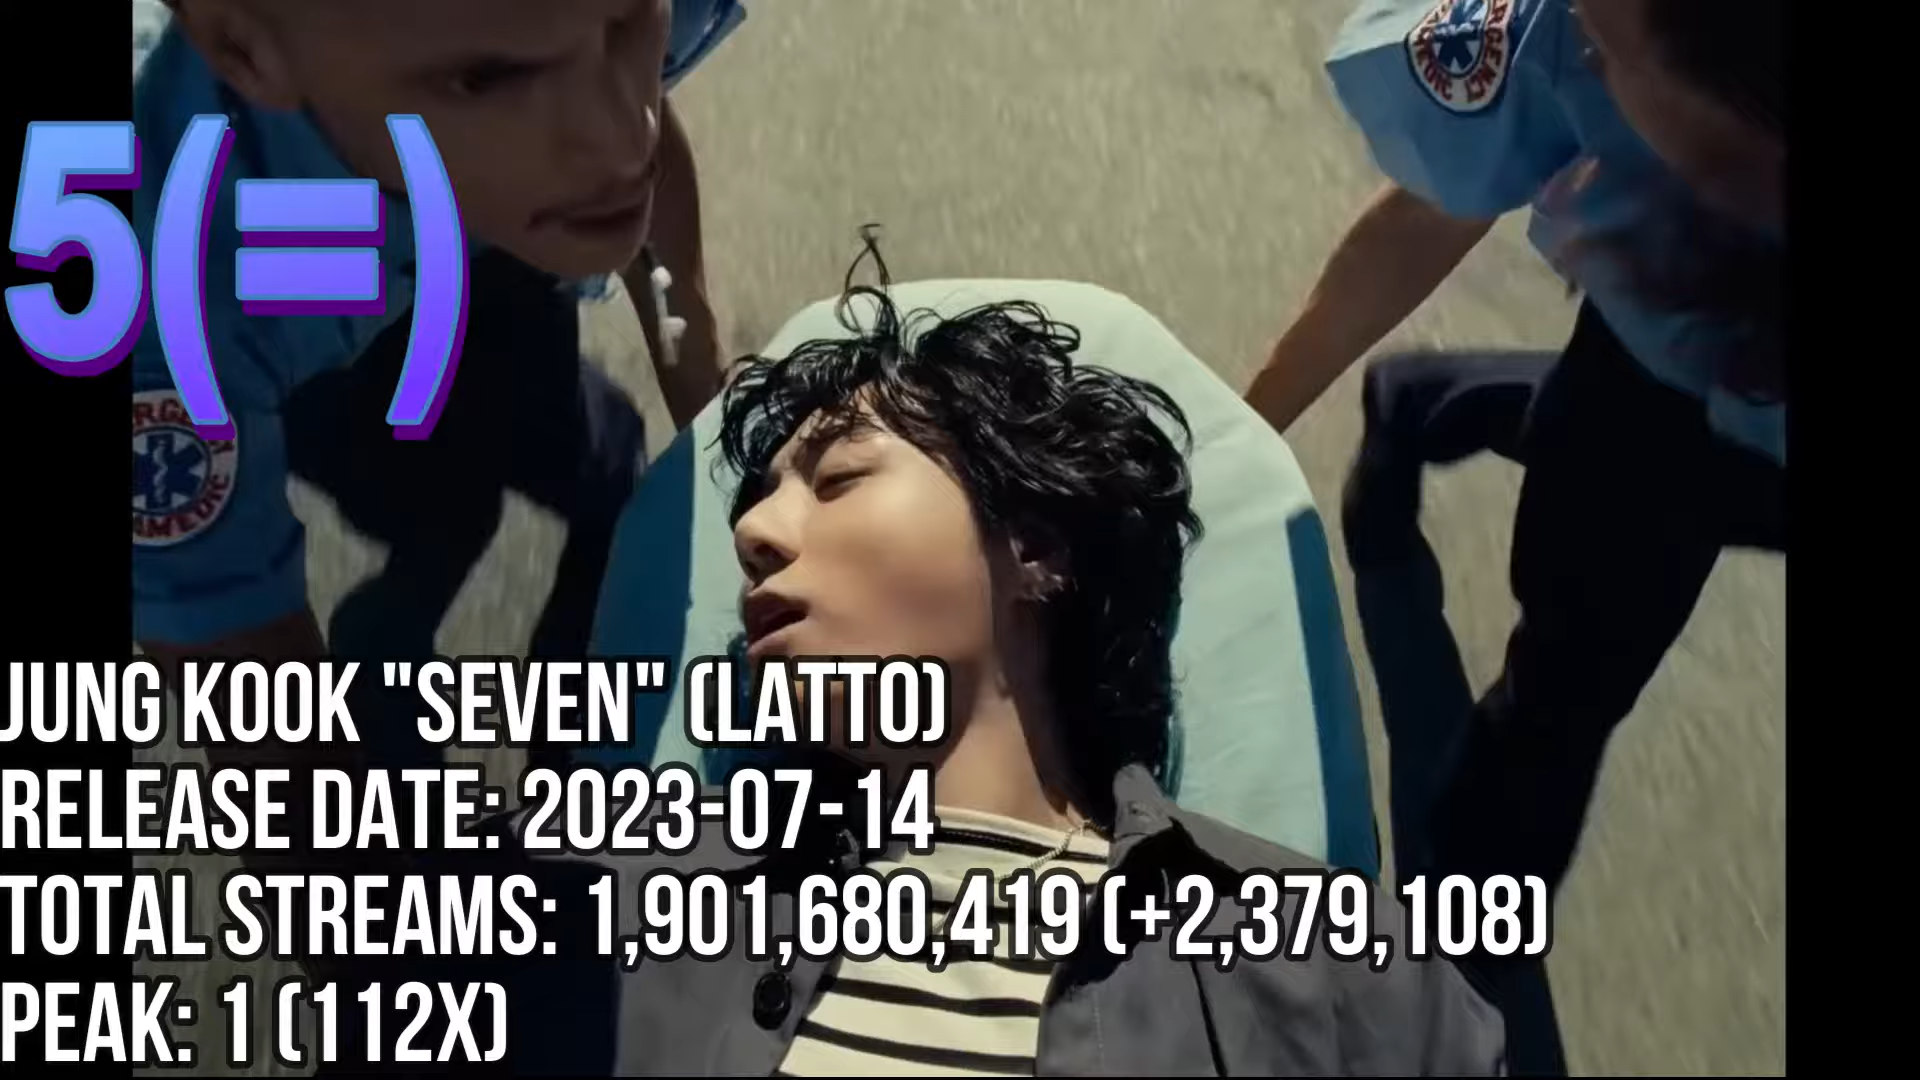 5(=)
JUNG KOOK "SEVEN" (LATTO)
RELEASE DATE: 2023-07-14
TOTAL STREAMS: 1,901,680,419 (+2,379,108)
PEAK: 1 (112X)